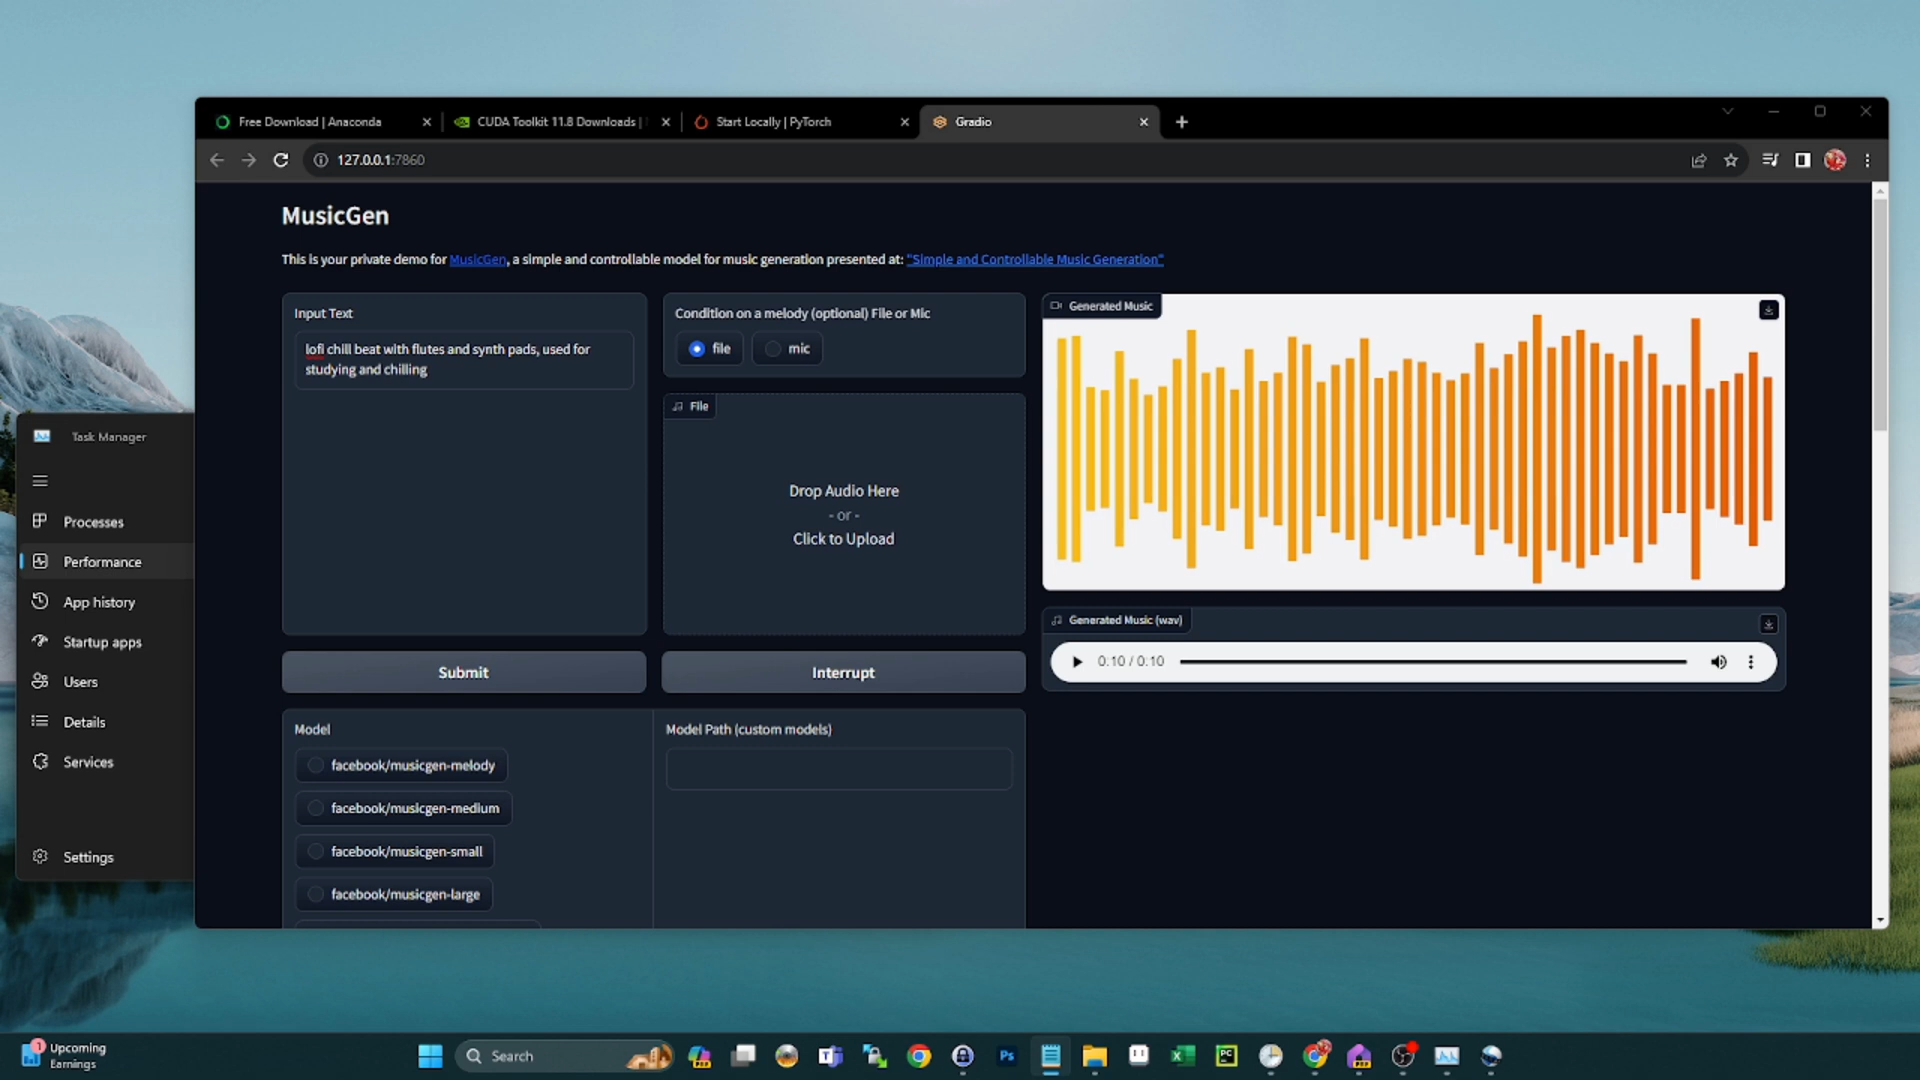 Free Download | Anaconda
CUDA Toolkit 11.8 Downloads |
Start Locally | PyTorch
Gradio
127.0.0.1:7860
MusicGen
This is your private demo for MusicGen, a simple and controllable model for music generation presented at: "Simple and Controllable Music Generation"
Input Text
lofi chill beat with flutes and synth pads, used for
studying and chilling
Condition on a melody (optional) File or Mic
file
mic
File
Drop Audio Here
- or -
Click to Upload
Generated Music
Generated Music (wav)
0:10 / 0:10
Submit
Interrupt
Model
facebook/musicgen-melody
facebook/musicgen-medium
facebook/musicgen-small
facebook/musicgen-large
Model Path (custom models)
Task Manager
Processes
Performance
App history
Startup apps
Users
Details
Services
Settings
1
Upcoming
Earnings
Search
Ps
PC